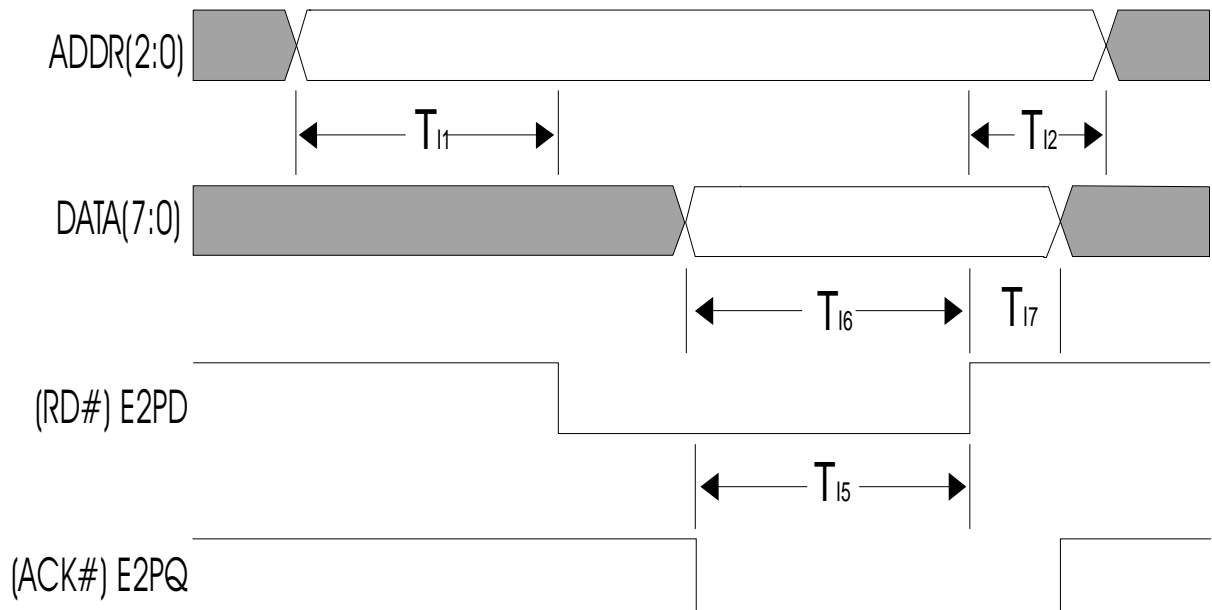 ADDR(2:0)
TI1
TI2
DATA(7:0)
TI6
TI7
(RD#) E2PD
TI5
(ACK#) E2PQ